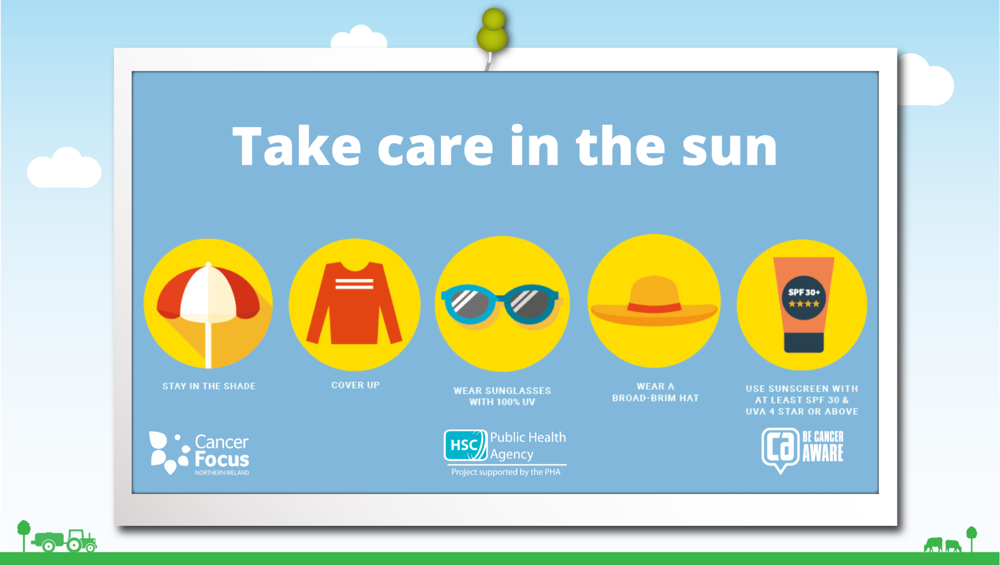 Take care in the sun
SPF 30+
STAY IN THE SHADE
COVER UP
WEAR SUNGLASSES
WITH 100% UV
WEAR A
BROAD-BRIM HAT
USE SUNSCREEN WITH
AT LEAST SPF 30 &
UVA 4 STAR OR ABOVE
Cancer
Focus
NORTHERN IRELAND
HSC
Public Health
Agency
Project supported by the PHA
ca
BE CANCER
AWARE